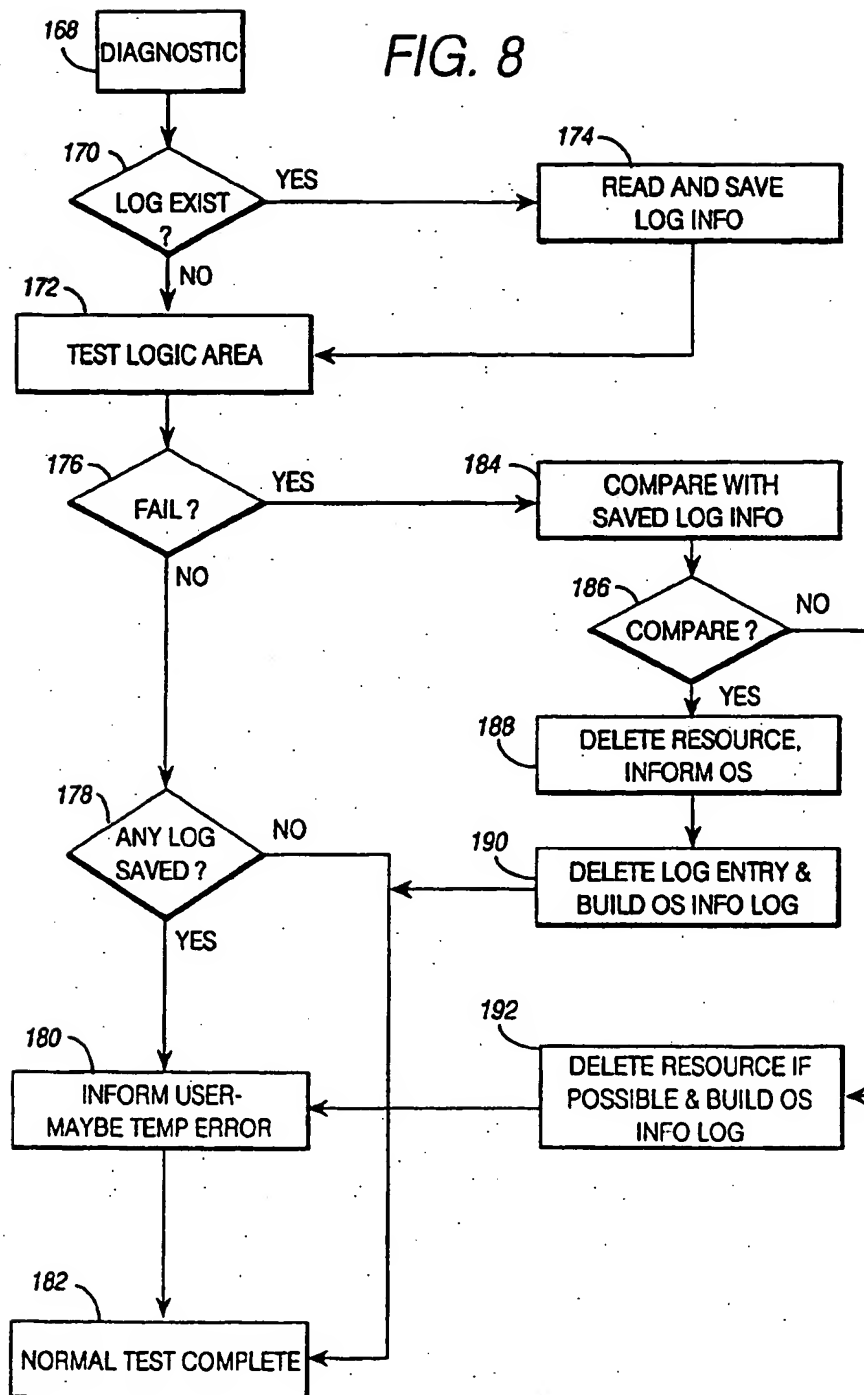 FIG. 8
168
DIAGNOSTIC
170
LOG EXIST
?
YES
NO
174
READ AND SAVE
LOG INFO
172
TEST LOGIC AREA
176
FAIL ?
YES
NO
184
COMPARE WITH
SAVED LOG INFO
186
COMPARE ?
NO
YES
188
DELETE RESOURCE,
INFORM OS
178
ANY LOG
SAVED ?
NO
YES
190
DELETE LOG ENTRY &
BUILD OS INFO LOG
192
DELETE RESOURCE IF
POSSIBLE & BUILD OS
INFO LOG
180
INFORM USER-
MAYBE TEMP ERROR
182
NORMAL TEST COMPLETE